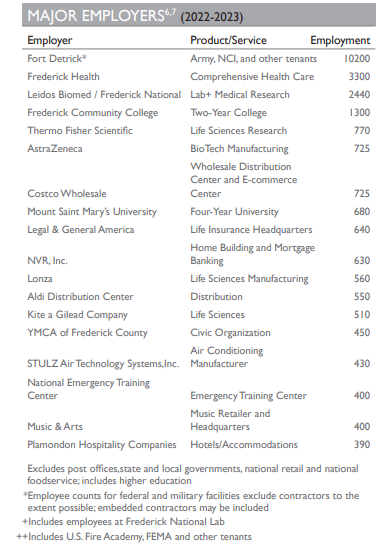 MAJOR EMPLOYERS6,7 (2022-2023)
Employer Product/Service Employment
Fort Detrick* Army, NCI, and other tenants 10200
Frederick Health Comprehensive Health Care 3300
Leidos Biomed / Frederick National Lab+ Medical Research 2440
Frederick Community College Two-Year College 1300
Thermo Fisher Scientific Life Sciences Research 770
AstraZeneca BioTech Manufacturing 725
Wholesale Distribution
Center and E-commerce
Costco Wholesale Center 725
Mount Saint Mary's University Four-Year University 680
Legal & General America Life Insurance Headquarters 640
Home Building and Mortgage
NVR, Inc. Banking 630
Lonza Life Sciences Manufacturing 560
Aldi Distribution Center Distribution 550
Kite a Gilead Company Life Sciences 510
YMCA of Frederick County Civic Organization 450
Air Conditioning
STULZ Air Technology Systems,Inc. Manufacturer 430
National Emergency Training
Center Emergency Training Center 400
Music Retailer and
Music & Arts Headquarters 400
Plamondon Hospitality Companies Hotels/Accommodations 390
Excludes post offices,state and local governments, national retail and national
foodservice; includes higher education
*Employee counts for federal and military facilities exclude contractors to the
extent possible; embedded contractors may be included
+Includes employees at Frederick National Lab
++Includes U.S. Fire Academy, FEMA and other tenants